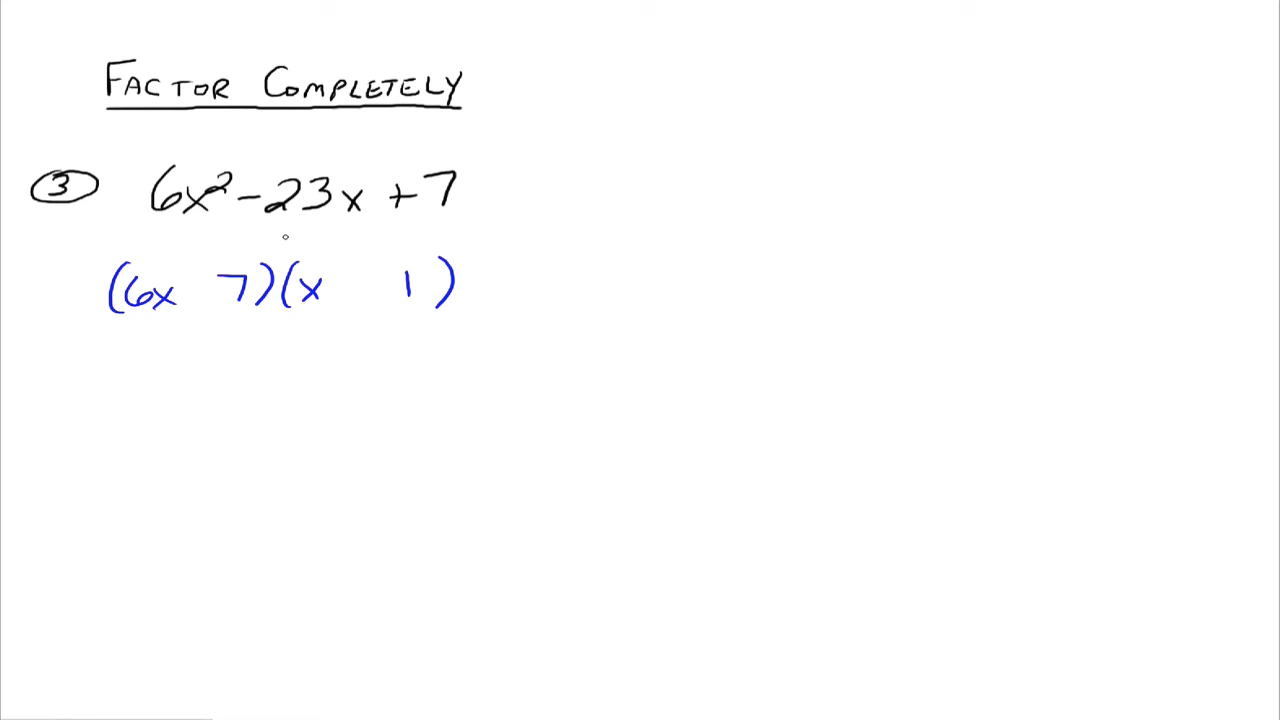 FACTOR COMPLETELY
③ 6x² - 23x + 7
(6x 7)(x 1)